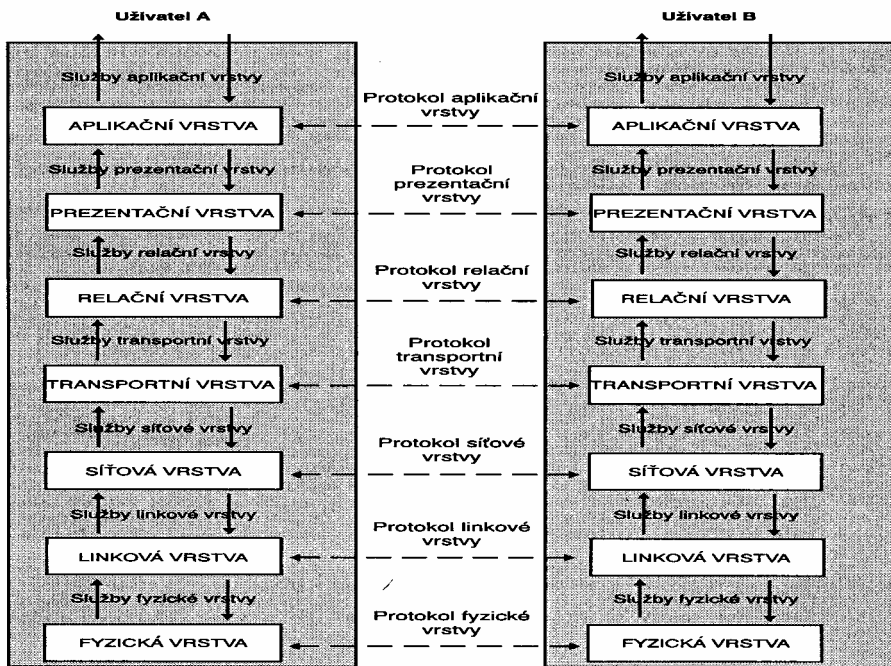 Uživatel A
Uživatel B
Služby aplikační vrstvy
Služby aplikační vrstvy
Protokol aplikační
vrstvy
APLIKAČNÍ VRSTVA
APLIKAČNÍ VRSTVA
Služby prezentační vrstvy
Služby prezentační vrstvy
Protokol
prezentační
vrstvy
PREZENTAČNÍ VRSTVA
PREZENTAČNÍ VRSTVA
Služby relační vrstvy
Služby relační vrstvy
Protokol relační
vrstvy
RELAČNÍ VRSTVA
RELAČNÍ VRSTVA
Služby transportní vrstvy
Služby transportní vrstvy
Protokol
transportní
vrstvy
TRANSPORTNÍ VRSTVA
TRANSPORTNÍ VRSTVA
Služby síťové vrstvy
Služby síťové vrstvy
Protokol síťové
vrstvy
SÍŤOVÁ VRSTVA
SÍŤOVÁ VRSTVA
Služby linkové vrstvy
Služby linkové vrstvy
Protokol linkové
vrstvy
LINKOVÁ VRSTVA
LINKOVÁ VRSTVA
Služby fyzické vrstvy
Služby fyzické vrstvy
Protokol fyzické
vrstvy
FYZICKÁ VRSTVA
FYZICKÁ VRSTVA